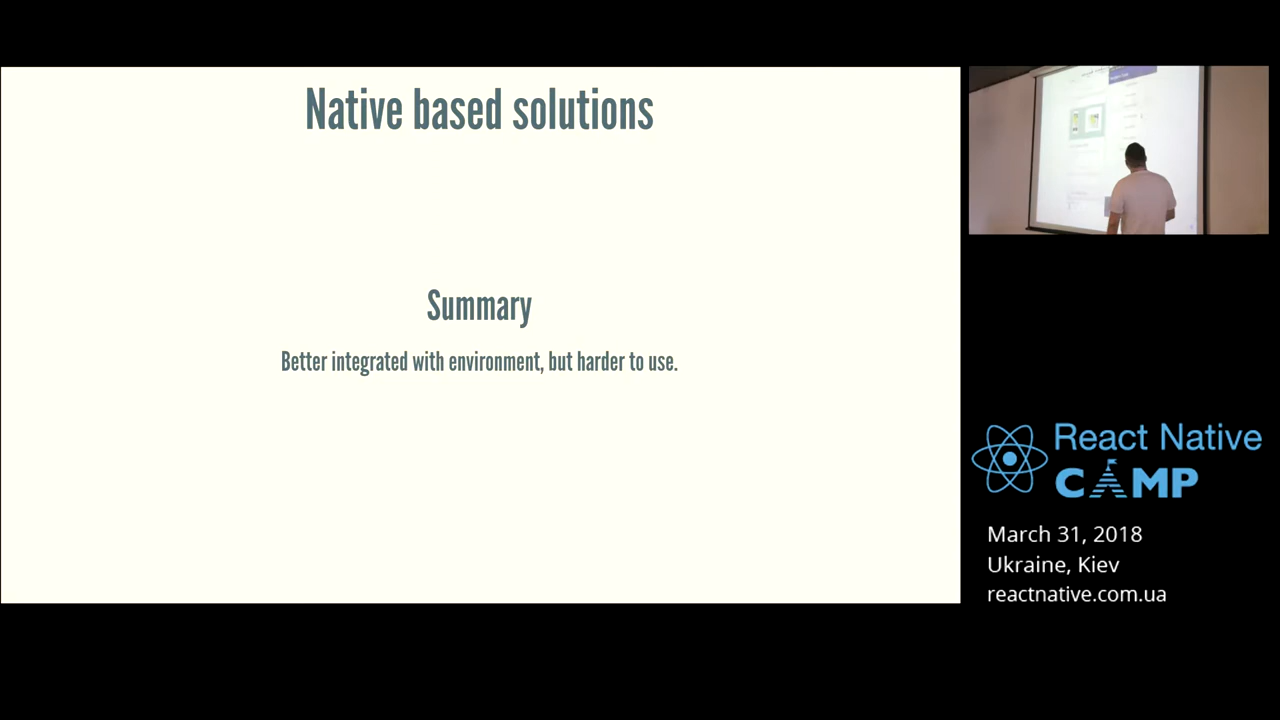 Native based solutions
Summary
Better integrated with environment, but harder to use.
React Native
CAMP
March 31, 2018
Ukraine, Kiev
reactnative.com.ua